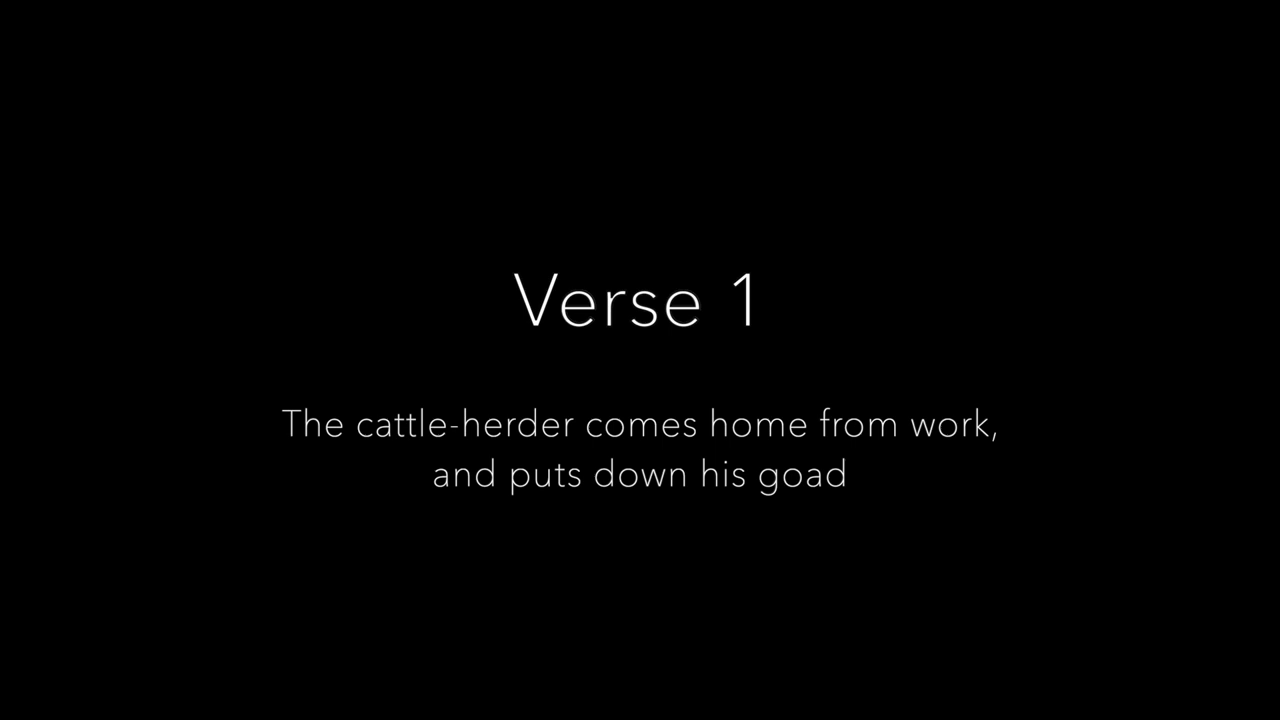 Verse 1
The cattle-herder comes home from work,
and puts down his goad